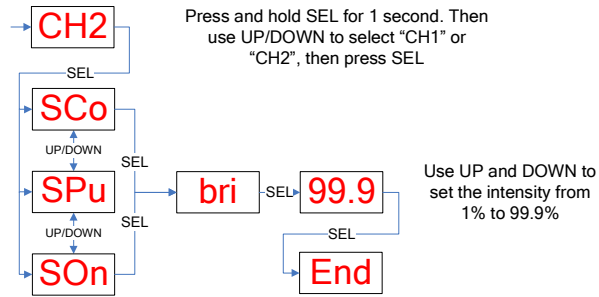 CH2
Press and hold SEL for 1 second. Then
use UP/DOWN to select “CH1” or
“CH2”, then press SEL
SEL
SCo
UP/DOWN
SEL
SPu
bri
SEL
99.9
Use UP and DOWN to
set the intensity from
1% to 99.9%
UP/DOWN
SEL
SEL
SOn
End